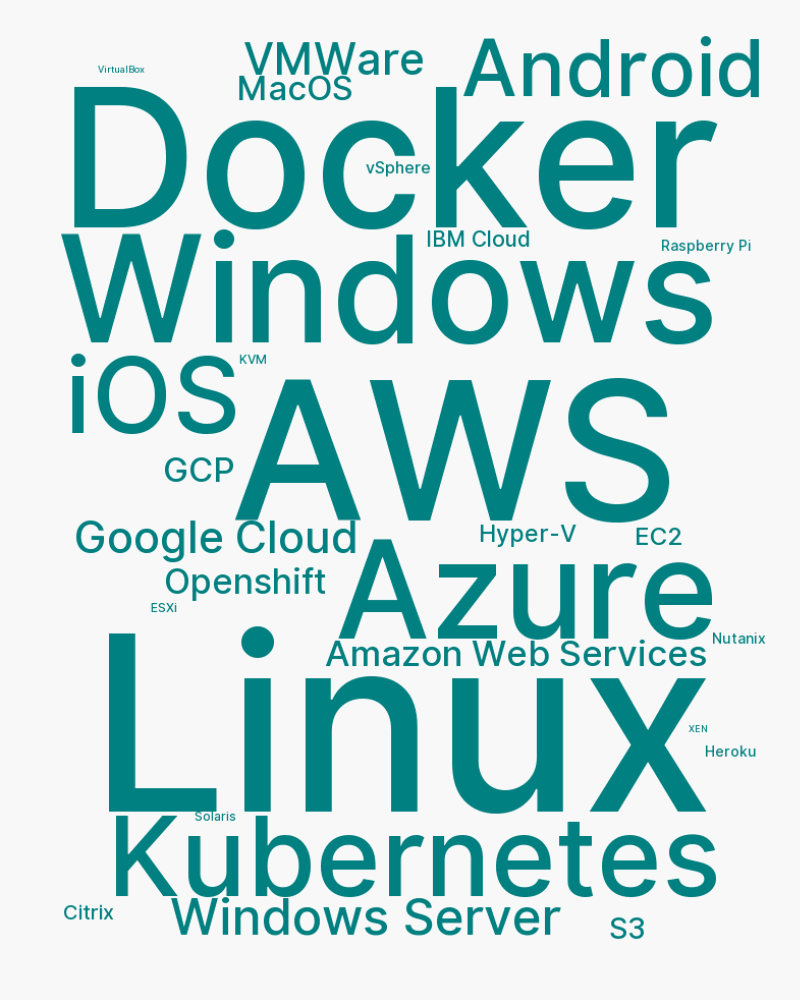 VirtualBox
VMWare
MacOS
Android
Docker
vSphere
Windows
IBM Cloud
Raspberry Pi
iOS
KVM
AWS
GCP
Google Cloud
Hyper-V
EC2
Openshift
Azure
ESXi
Nutanix
Amazon Web Services
Linux
XEN
Heroku
Solaris
Kubernetes
Citrix
Windows Server
S3